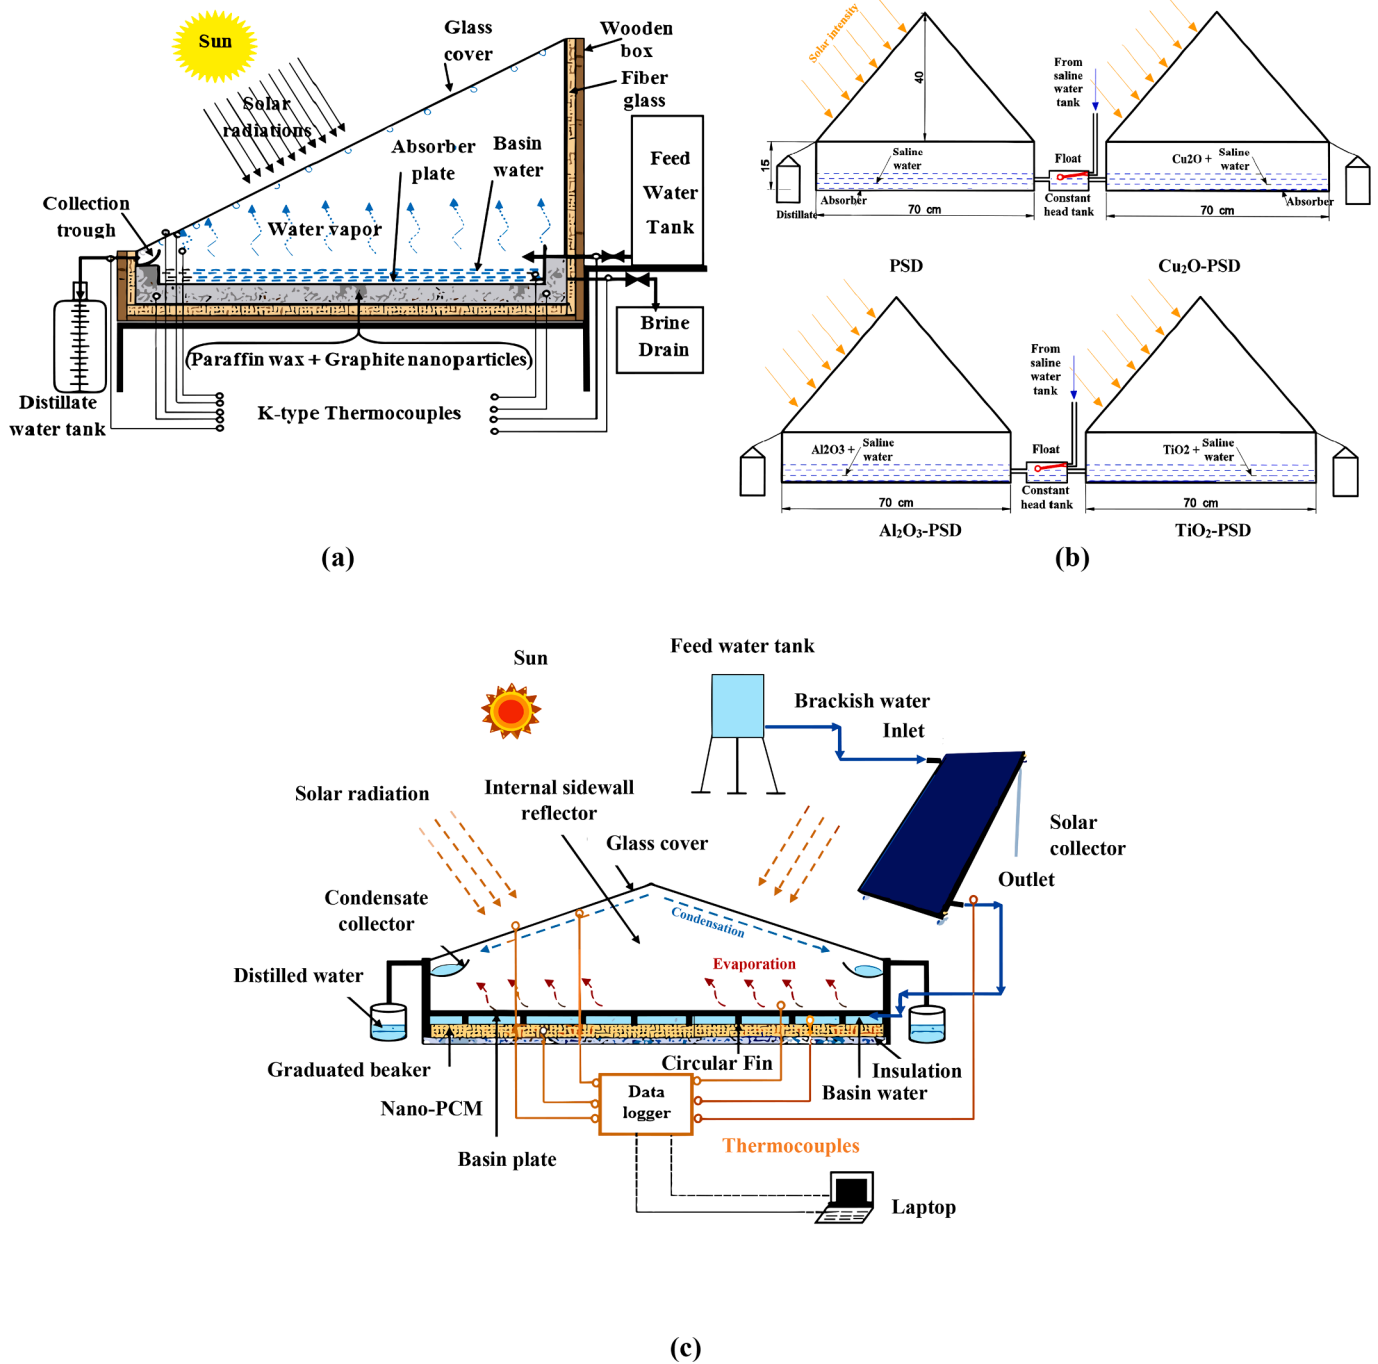 Sun
Glass
cover
Wooden
box
Fiber
glass
Solar
radiations
Absorber
plate
Basin
water
Feed
Water
Tank
Collection
trough
Water vapor
Brine
Drain
(Paraffin wax + Graphite nanoparticles)
K-type Thermocouples
Distillate
water tank
(a)
Solar intensity
40
15
From
saline
water
tank
Saline
water
Float
Cu2O + Saline
water
Distillate
Absorber
Constant
head tank
Absorber
70 cm
70 cm
PSD
Cu₂O-PSD
From
saline
water
tank
Al2O3 + Saline
water
Float
TiO2 + Saline
water
Constant
head tank
70 cm
70 cm
Al₂O₃-PSD
TiO₂-PSD
(b)
Sun
Feed water tank
Brackish water
Inlet
Solar radiation
Internal sidewall
reflector
Glass cover
Solar
collector
Outlet
Condensate
collector
Condensation
Distilled water
Evaporation
Graduated beaker
Circular Fin
Insulation
Basin water
Nano-PCM
Data
logger
Basin plate
Thermocouples
Laptop
(c)